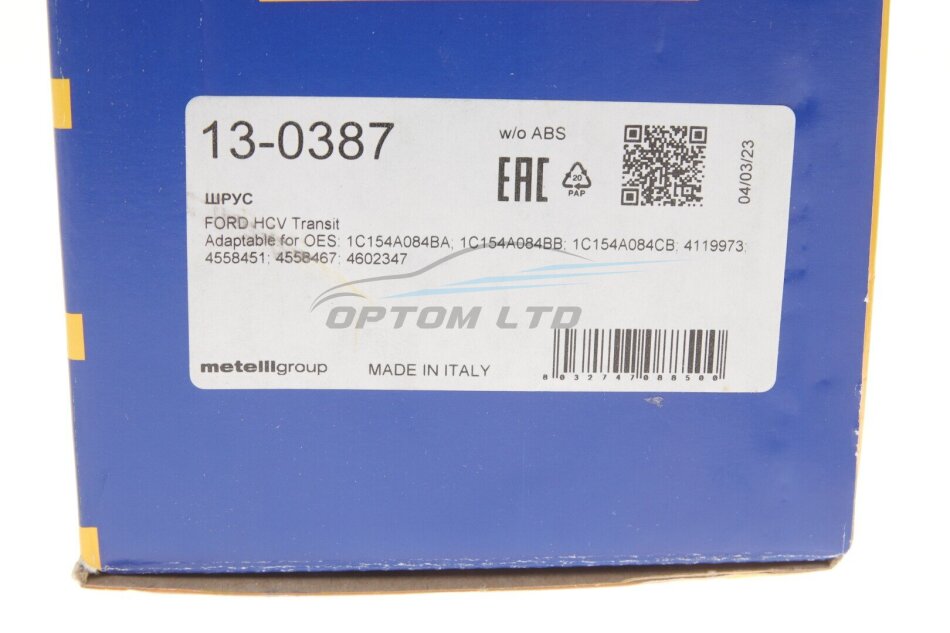 13-0387
w/o ABS
EAC
20
PAP
04/03/23
ШРУС
FORD HCV Transit
Adaptable for OES: 1C154A084BA; 1C154A084BB; 1C154A084CB; 4119973;
4558451; 4558467; 4602347
OPTOM LTD
metelligroup
MADE IN ITALY
8032747088500